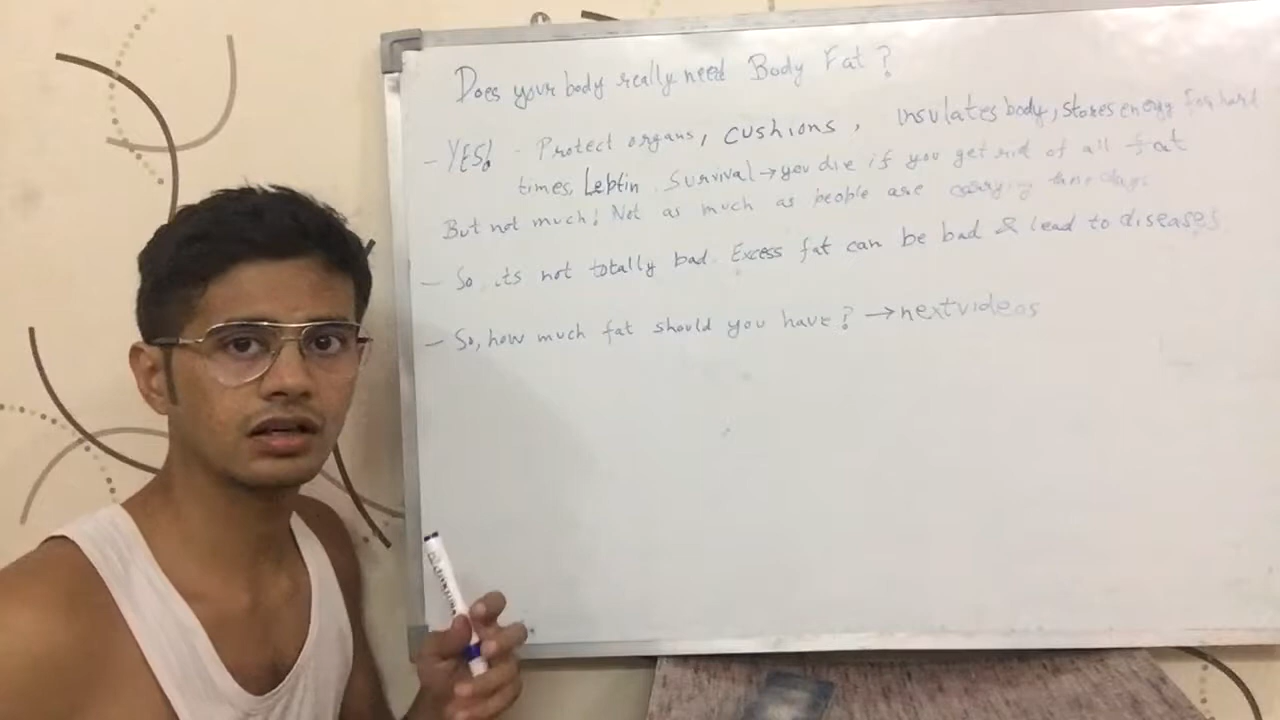 Does your body really need Body Fat?
- YES! - Protect organs, cushions, insulates body, stores energy for hard
times, Leptin. Survival → you die if you get rid of all fat
But not much! Not as much as people are carrying these days
- So, its not totally bad. Excess fat can be bad & lead to diseases
- So, how much fat should you have? → next videos